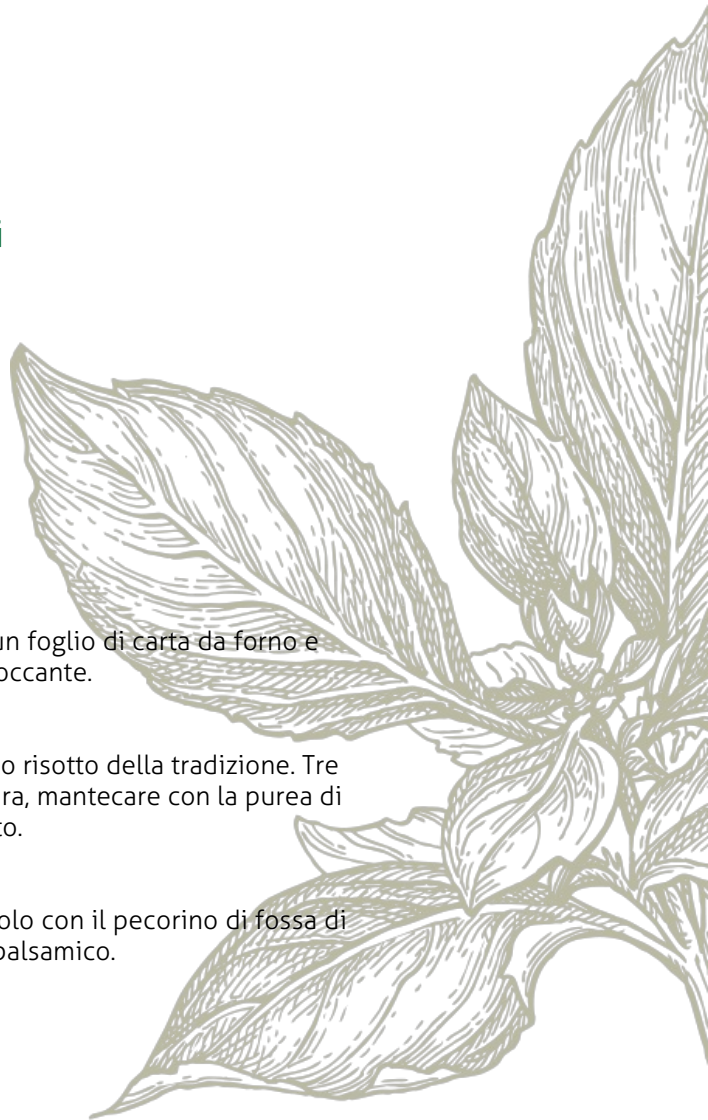 i
un foglio di carta da forno e
occante.
o risotto della tradizione. Tre
ra, mantecare con la purea di
to.
olo con il pecorino di fossa di
balsamico.